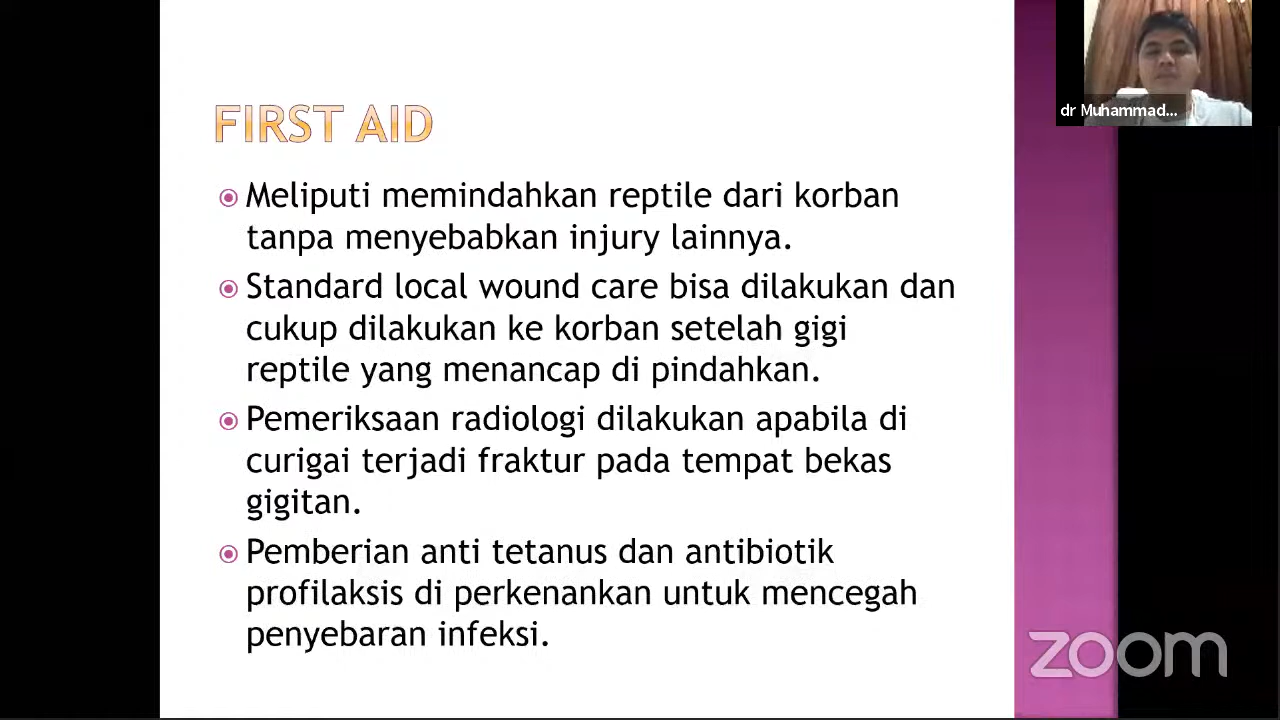 FIRST AID
Meliputi memindahkan reptile dari korban
tanpa menyebabkan injury lainnya.
Standard local wound care bisa dilakukan dan
cukup dilakukan ke korban setelah gigi
reptile yang menancap di pindahkan.
Pemeriksaan radiologi dilakukan apabila di
curigai terjadi fraktur pada tempat bekas
gigitan.
Pemberian anti tetanus dan antibiotik
profilaksis di perkenankan untuk mencegah
penyebaran infeksi.
dr Muhammad...
zoom